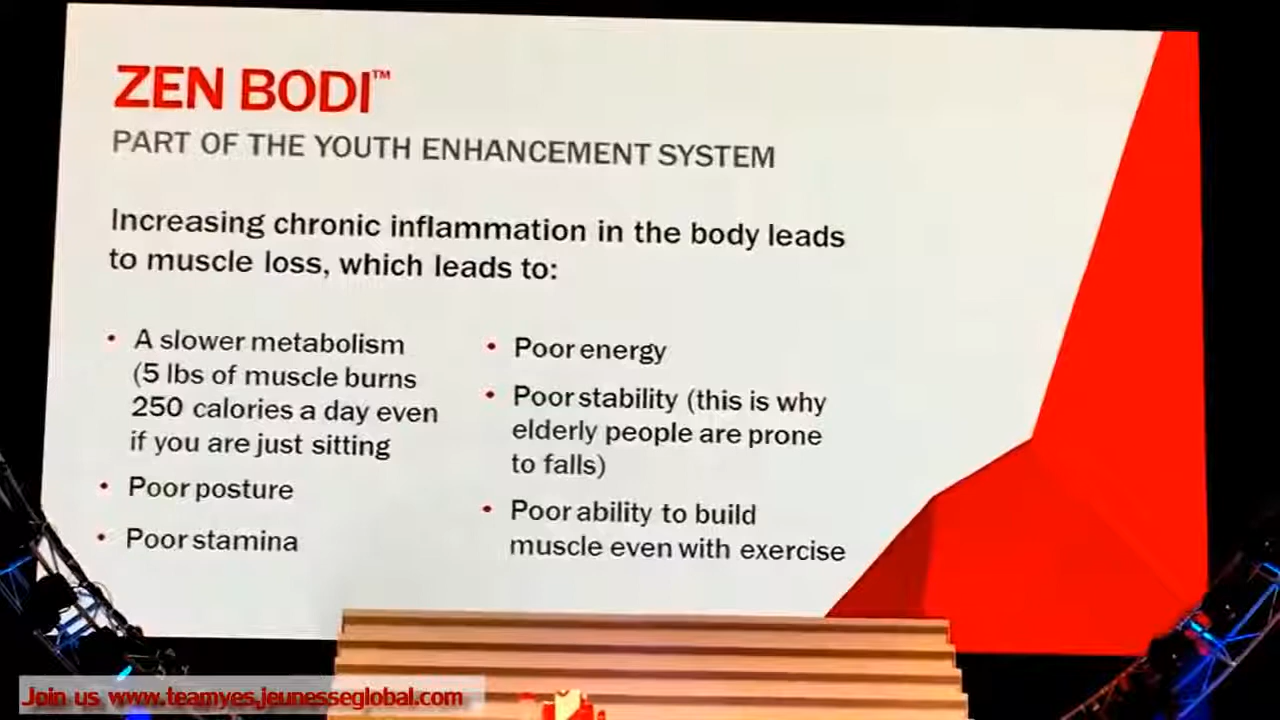 ZEN BODI™
PART OF THE YOUTH ENHANCEMENT SYSTEM
Increasing chronic inflammation in the body leads
to muscle loss, which leads to:
• A slower metabolism
(5 lbs of muscle burns
250 calories a day even
if you are just sitting
• Poor posture
• Poor stamina
• Poor energy
• Poor stability (this is why
elderly people are prone
to falls)
• Poor ability to build
muscle even with exercise
Join us www.teamyes.jeunesseglobal.com